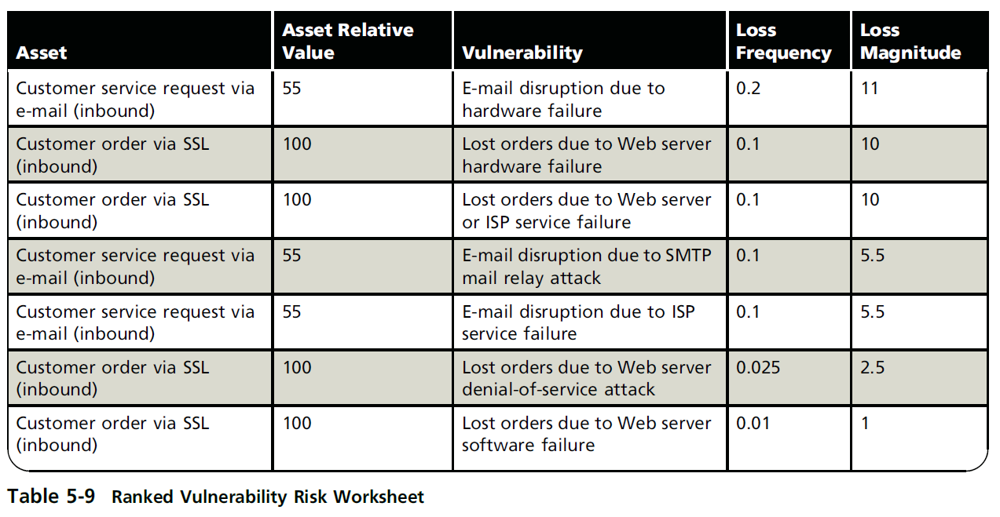 Asset
Asset Relative
Value
Vulnerability
Loss
Frequency
Loss
Magnitude
Customer service request via
e-mail (inbound)
55
E-mail disruption due to
hardware failure
0.2
11
Customer order via SSL
(inbound)
100
Lost orders due to Web server
hardware failure
0.1
10
Customer order via SSL
(inbound)
100
Lost orders due to Web server
or ISP service failure
0.1
10
Customer service request via
e-mail (inbound)
55
E-mail disruption due to SMTP
mail relay attack
0.1
5.5
Customer service request via
e-mail (inbound)
55
E-mail disruption due to ISP
service failure
0.1
5.5
Customer order via SSL
(inbound)
100
Lost orders due to Web server
denial-of-service attack
0.025
2.5
Customer order via SSL
(inbound)
100
Lost orders due to Web server
software failure
0.01
1
Table 5-9 Ranked Vulnerability Risk Worksheet